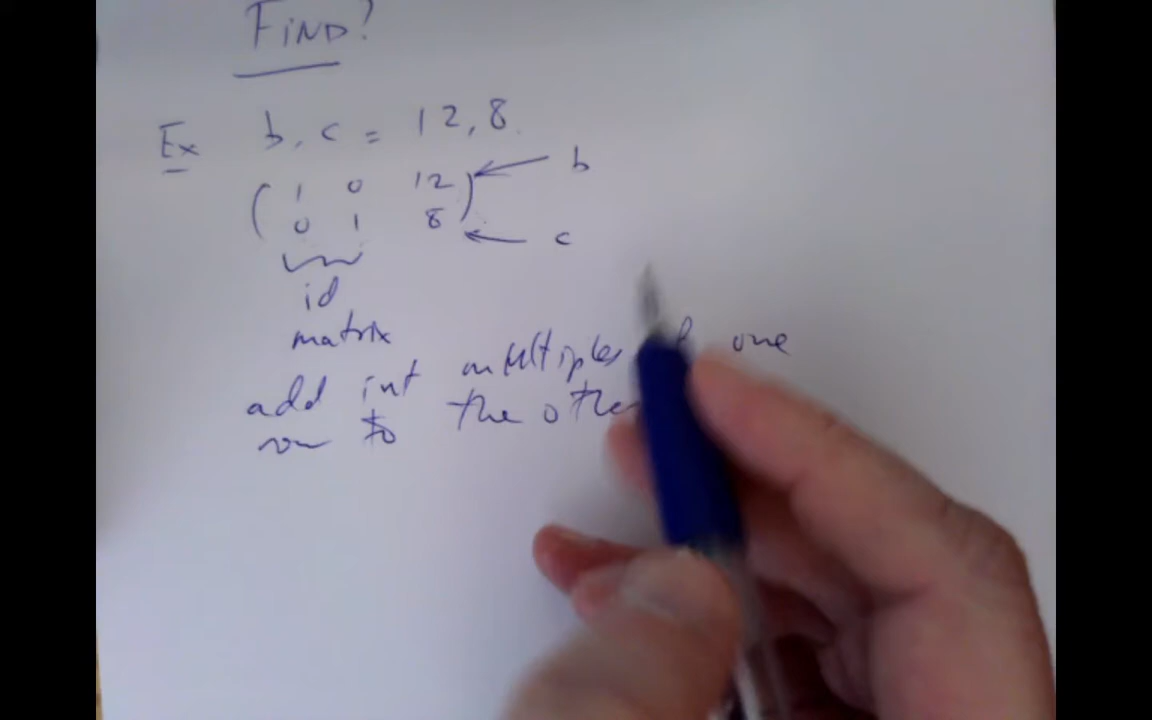 FIND?
Ex b, c = 12, 8
( 1 0 12 ) ← b
0 1 8 ← c
id
matrix
add int multiples one
row to the other